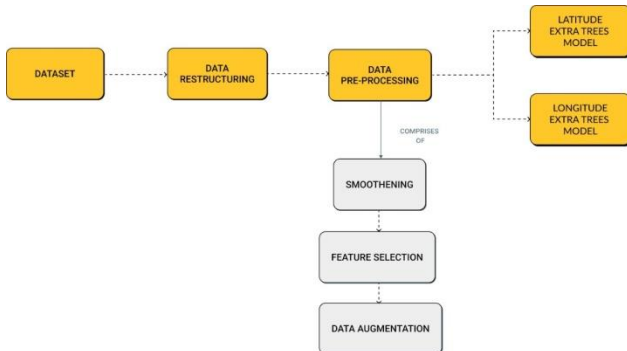 DATASET
DATA
RESTRUCTURING
DATA
PRE-PROCESSING
LATITUDE
EXTRA TREES
MODEL
LONGITUDE
EXTRA TREES
MODEL
COMPRISES
OF
SMOOTHENING
FEATURE SELECTION
DATA AUGMENTATION